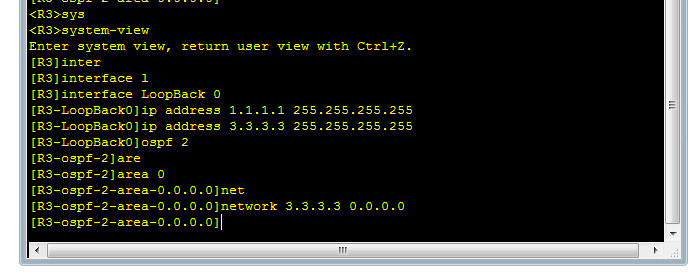 <R3>sys
<R3>system-view
Enter system view, return user view with Ctrl+Z.
[R3]inter
[R3]interface l
[R3]interface LoopBack 0
[R3-LoopBack0]ip address 1.1.1.1 255.255.255.255
[R3-LoopBack0]ip address 3.3.3.3 255.255.255.255
[R3-LoopBack0]ospf 2
[R3-ospf-2]are
[R3-ospf-2]area 0
[R3-ospf-2-area-0.0.0.0]net
[R3-ospf-2-area-0.0.0.0]network 3.3.3.3 0.0.0.0
[R3-ospf-2-area-0.0.0.0]